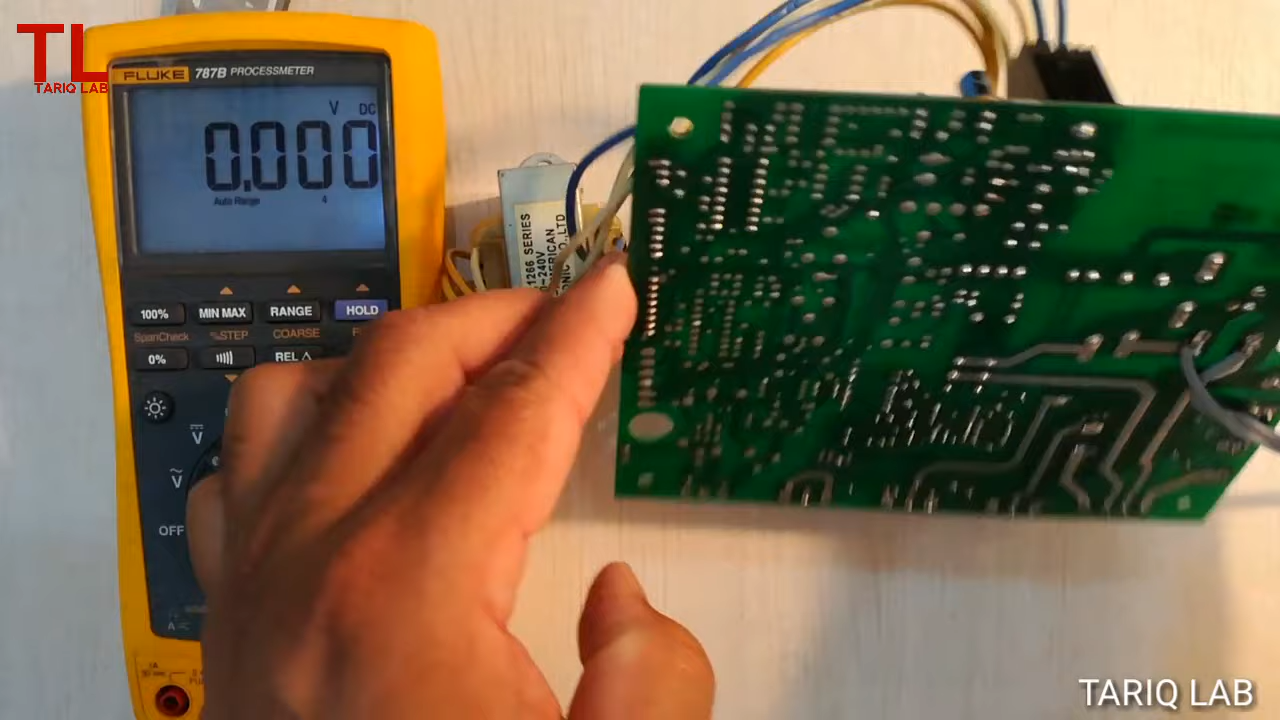 TL
TARIQ LAB
FLUKE 787B PROCESSMETER
V DC
0.000
Auto Range 4
100% MIN MAX RANGE HOLD
SpanCheck %STEP COARSE
0% REL △
V
V
OFF
A
1266 SERIES
-240V
TARIQ LAB